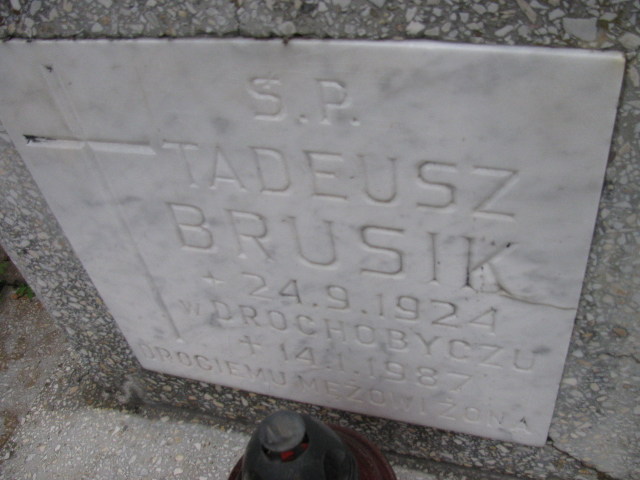 S.P.
TADEUSZ
BRUSIK
+ 24.9.1924
W DROCHOBYCZU
+ 14.1.1987
DROGIEMU MĘŻOWI ŻONA